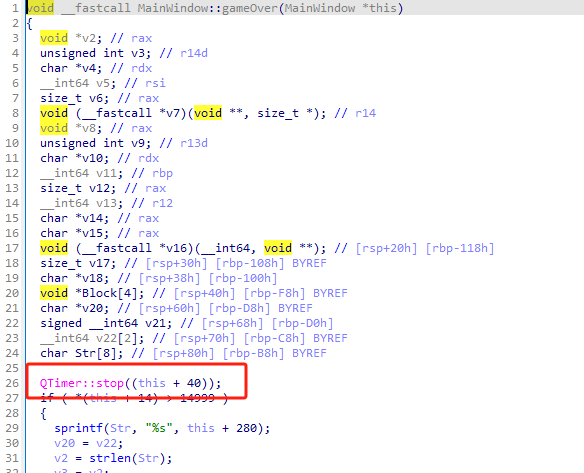 1 void __fastcall MainWindow::gameOver(MainWindow *this)
2 {
3 void *v2; // rax
4 unsigned int v3; // r14d
5 char *v4; // rdx
6 __int64 v5; // rsi
7 size_t v6; // rax
8 void (__fastcall *v7)(void **, size_t *); // r14
9 void *v8; // rax
10 unsigned int v9; // r13d
11 char *v10; // rdx
12 __int64 v11; // rbp
13 size_t v12; // rax
14 __int64 v13; // r12
15 char *v14; // rax
16 char *v15; // rax
17 void (__fastcall *v16)(__int64, void **); // [rsp+20h] [rbp-118h]
18 size_t v17; // [rsp+30h] [rbp-108h] BYREF
19 char *v18; // [rsp+38h] [rbp-100h]
20 void *Block[4]; // [rsp+40h] [rbp-F8h] BYREF
21 char *v20; // [rsp+60h] [rbp-D8h] BYREF
22 signed __int64 v21; // [rsp+68h] [rbp-D0h]
23 __int64 v22[2]; // [rsp+70h] [rbp-C8h] BYREF
24 char Str[8]; // [rsp+80h] [rbp-B8h] BYREF
25
26 QTimer::stop((this + 40));
27 if ( *(this + 14) > 14999 )
28 {
29 sprintf(Str, "%s", this + 280);
30 v20 = v22;
31 v2 = strlen(Str);
32 v3 = v2;